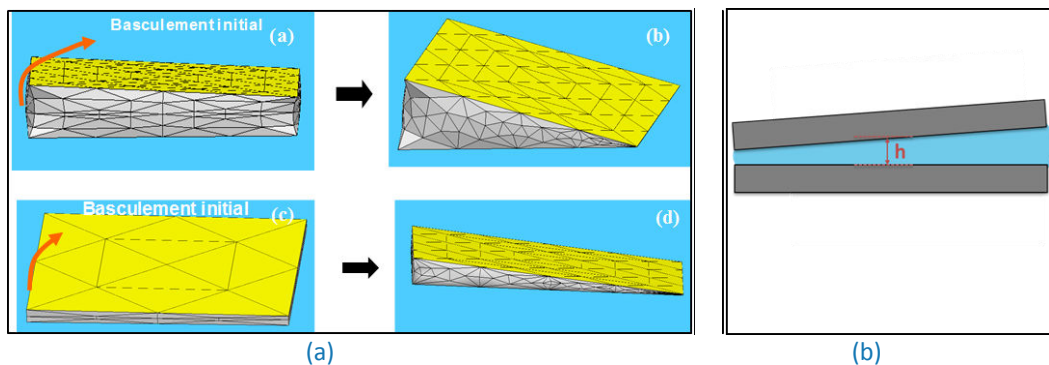 Basculement initial
(a)
(b)
Basculement initial
(c)
(d)
h
(a)
(b)